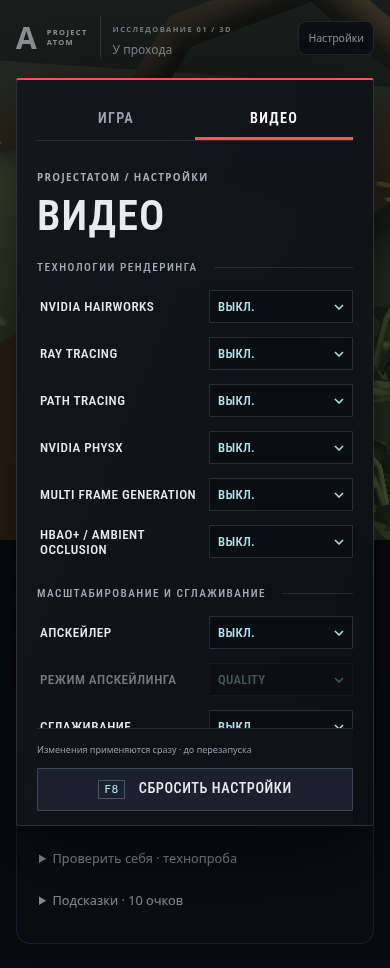 A PROJECT ATOM
ИССЛЕДОВАНИЕ 01 / 3D
У прохода
Настройки
ИГРА
ВИДЕО
PROJECTATOM / НАСТРОЙКИ
ВИДЕО
ТЕХНОЛОГИИ РЕНДЕРИНГА
NVIDIA HAIRWORKS ВЫКЛ.
RAY TRACING ВЫКЛ.
PATH TRACING ВЫКЛ.
NVIDIA PHYSX ВЫКЛ.
MULTI FRAME GENERATION ВЫКЛ.
HBAO+ / AMBIENT
OCCLUSION ВЫКЛ.
МАСШТАБИРОВАНИЕ И СГЛАЖИВАНИЕ
АПСКЕЙЛЕР ВЫКЛ.
РЕЖИМ АПСКЕЙЛИНГА QUALITY
СГЛАЖИВАНИЕ ВЫКЛ.
Изменения применяются сразу · до перезапуска
F8 СБРОСИТЬ НАСТРОЙКИ
Проверить себя · технопроба
Подсказки · 10 очков